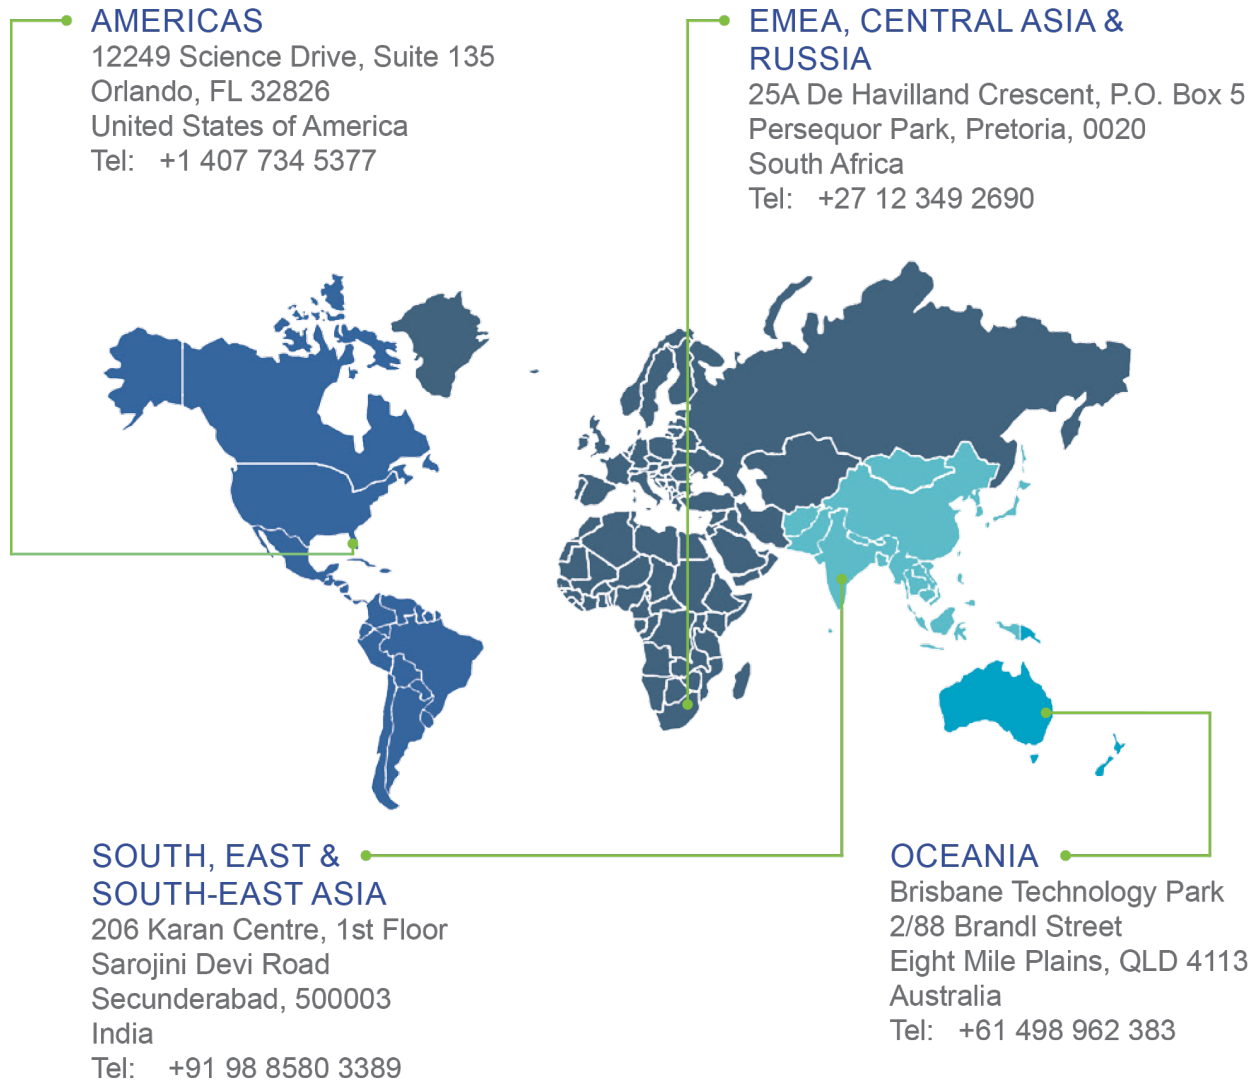 AMERICAS
12249 Science Drive, Suite 135
Orlando, FL 32826
United States of America
Tel: +1 407 734 5377
EMEA, CENTRAL ASIA &
RUSSIA
25A De Havilland Crescent, P.O. Box 5
Persequor Park, Pretoria, 0020
South Africa
Tel: +27 12 349 2690
SOUTH, EAST &
SOUTH-EAST ASIA
206 Karan Centre, 1st Floor
Sarojini Devi Road
Secunderabad, 500003
India
Tel: +91 98 8580 3389
OCEANIA
Brisbane Technology Park
2/88 Brandl Street
Eight Mile Plains, QLD 4113
Australia
Tel: +61 498 962 383